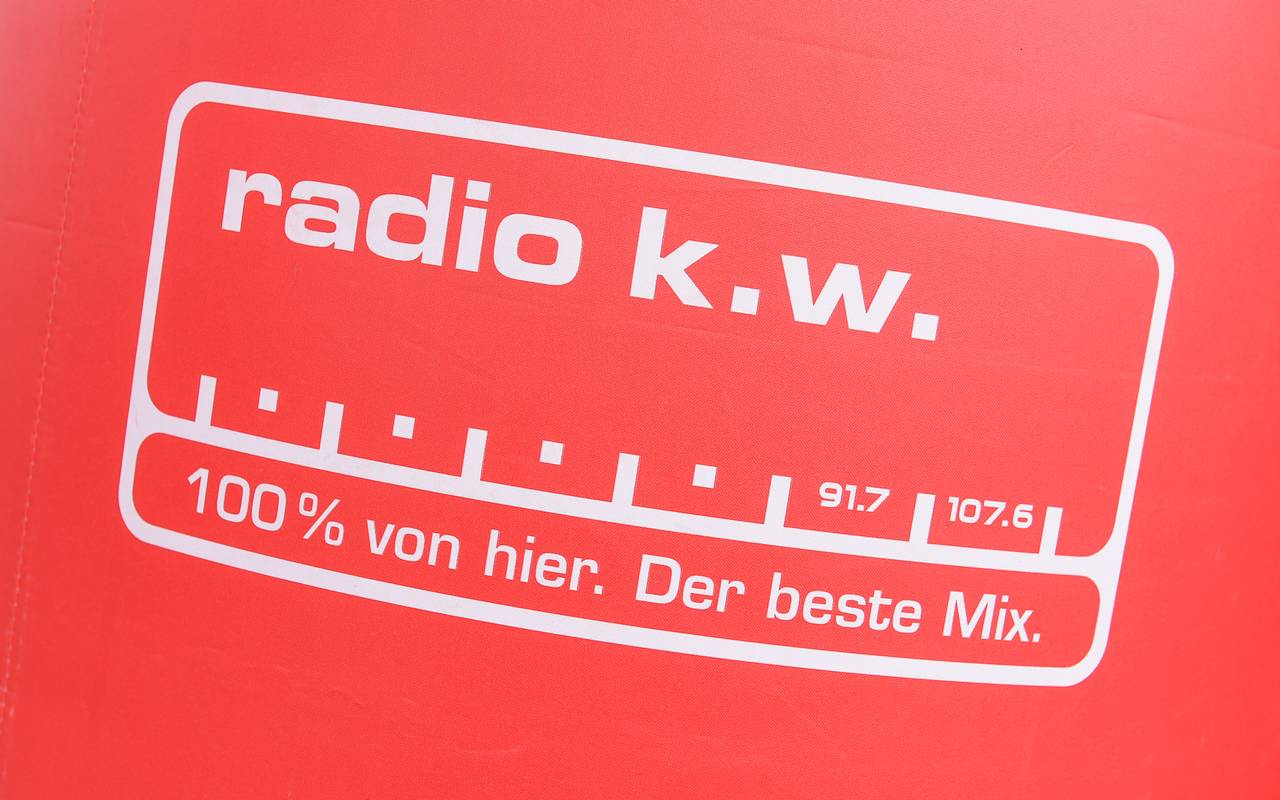 radio k.w.
91.7 107.6
100% von hier. Der beste Mix.